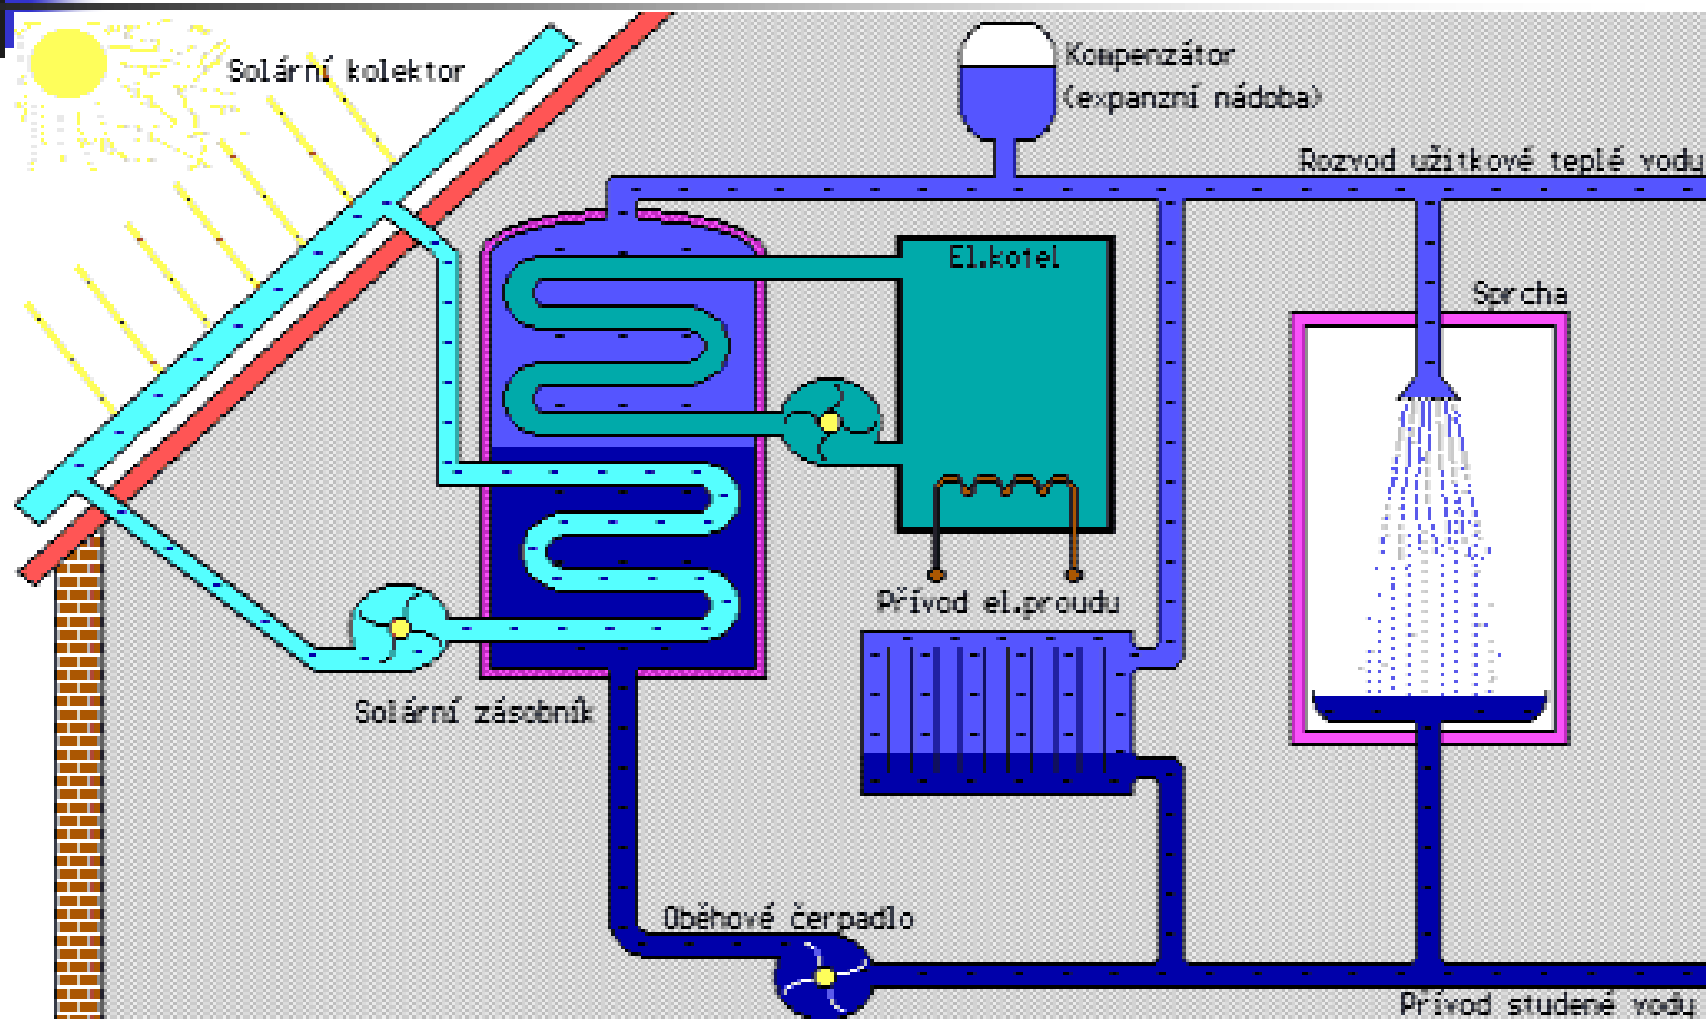 Solární kolektor
Kompenzátor
(expanzní nádoba)
Rozvod užitkové teplé vody
El.kotel
Sprcha
Přívod el.proudu
Solární zásobník
Oběhové čerpadlo
Přívod studené vody